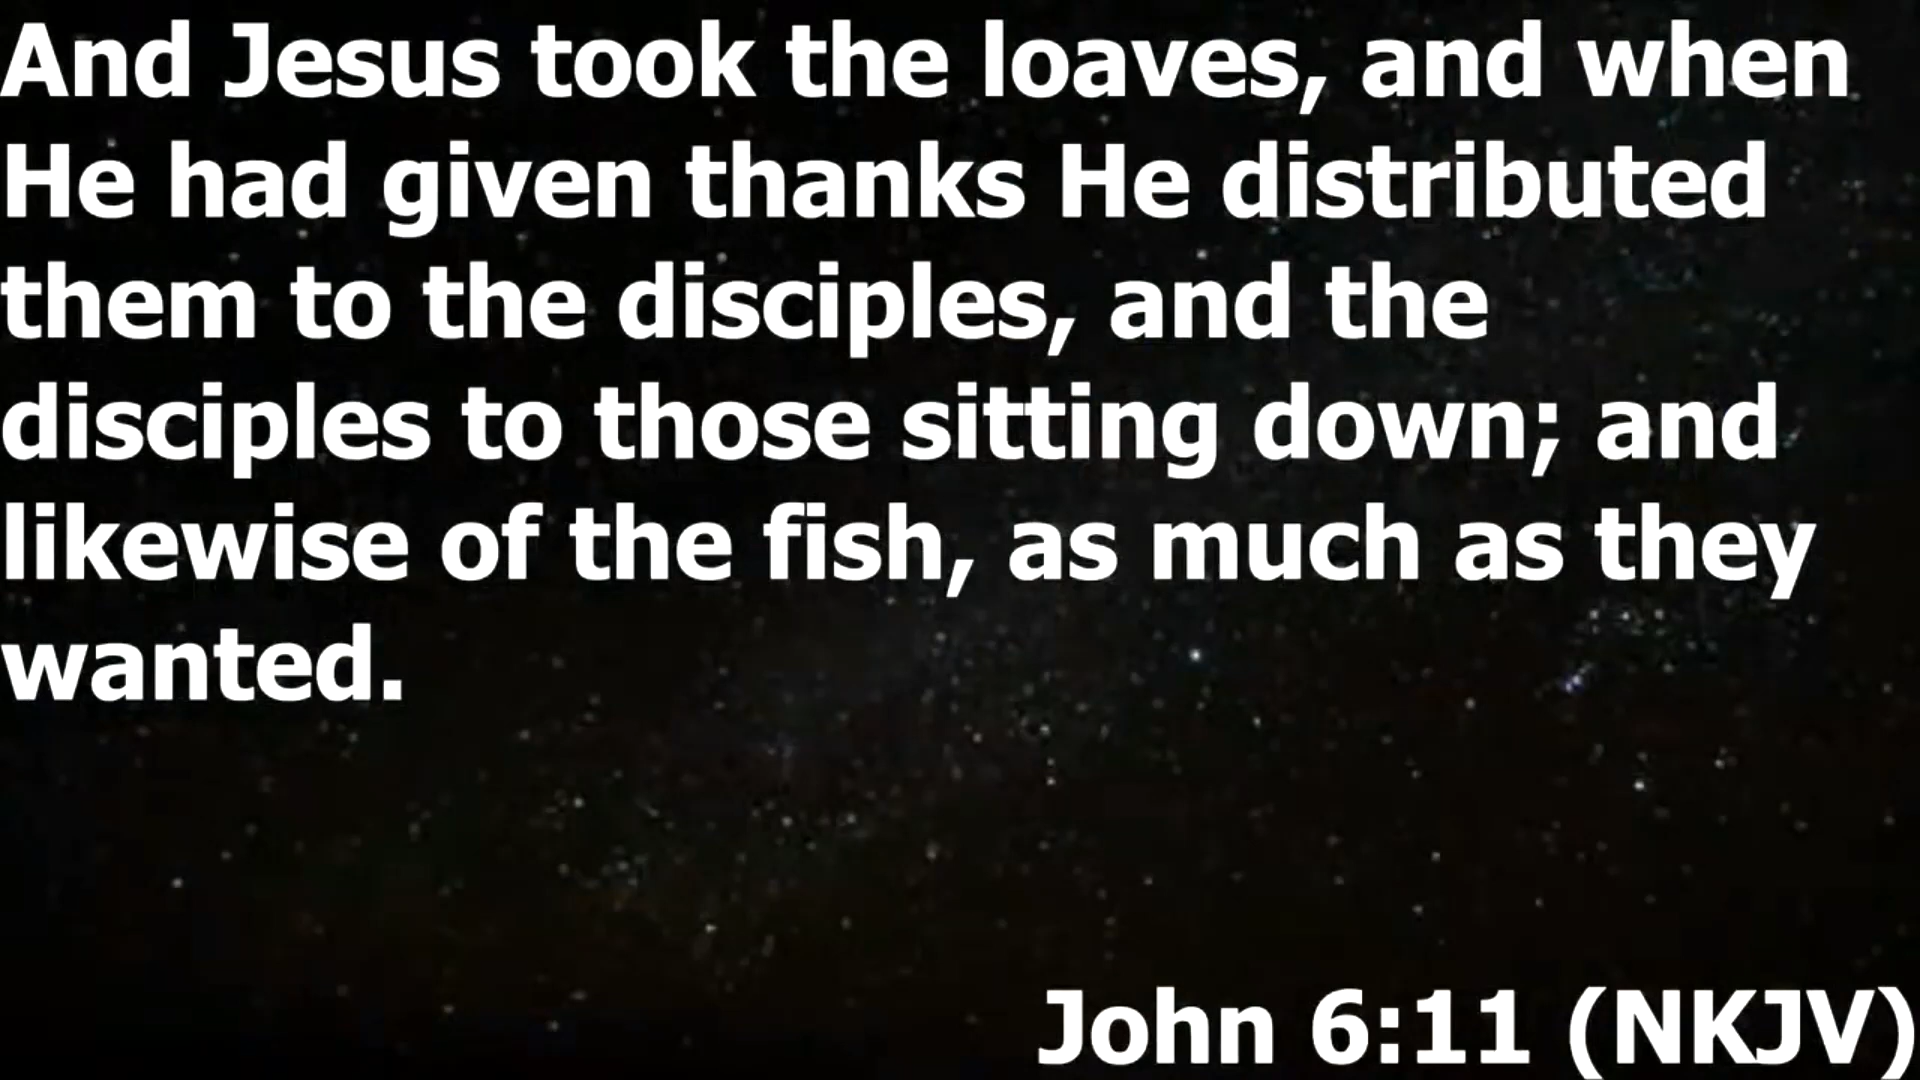 And Jesus took the loaves, and when
He had given thanks He distributed
them to the disciples, and the
disciples to those sitting down; and
likewise of the fish, as much as they
wanted.
John 6:11 (NKJV)